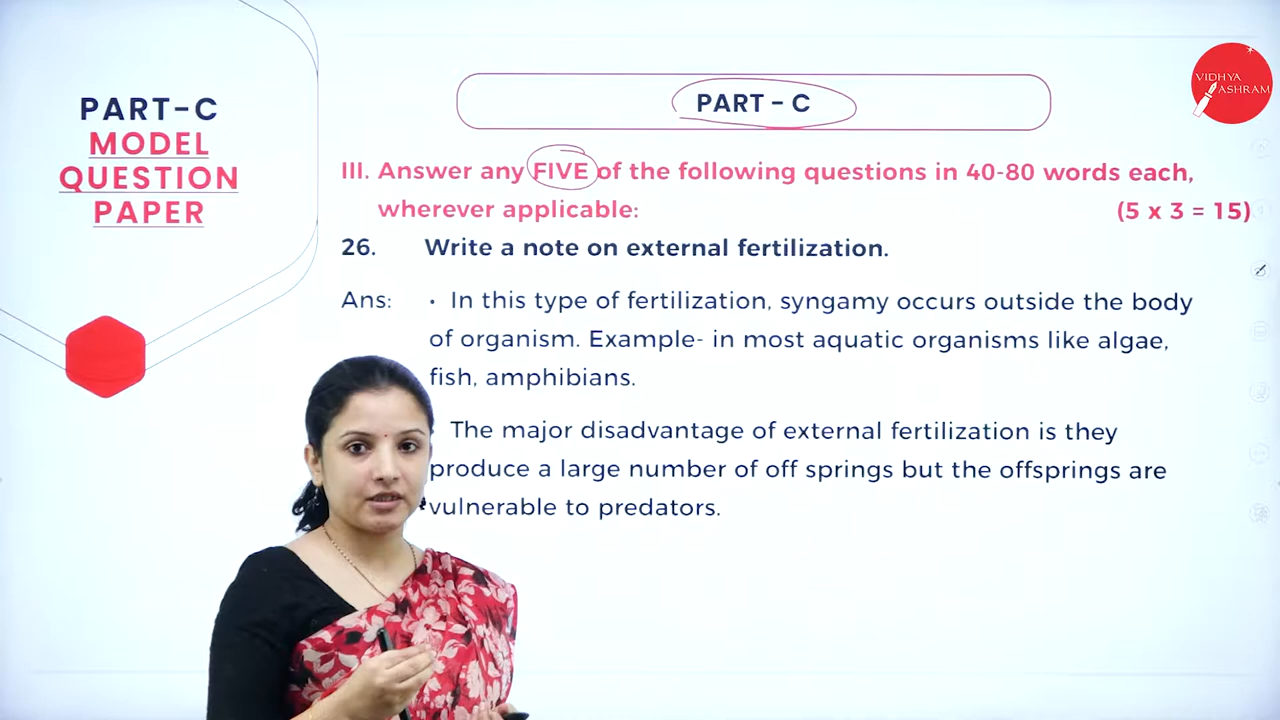 PART-C
MODEL
QUESTION
PAPER
VIDHYA
ASHRAM
PART - C
III. Answer any FIVE of the following questions in 40-80 words each,
wherever applicable: (5 x 3 = 15)
26. Write a note on external fertilization.
Ans: • In this type of fertilization, syngamy occurs outside the body
of organism. Example- in most aquatic organisms like algae,
fish, amphibians.
The major disadvantage of external fertilization is they
produce a large number of off springs but the offsprings are
vulnerable to predators.